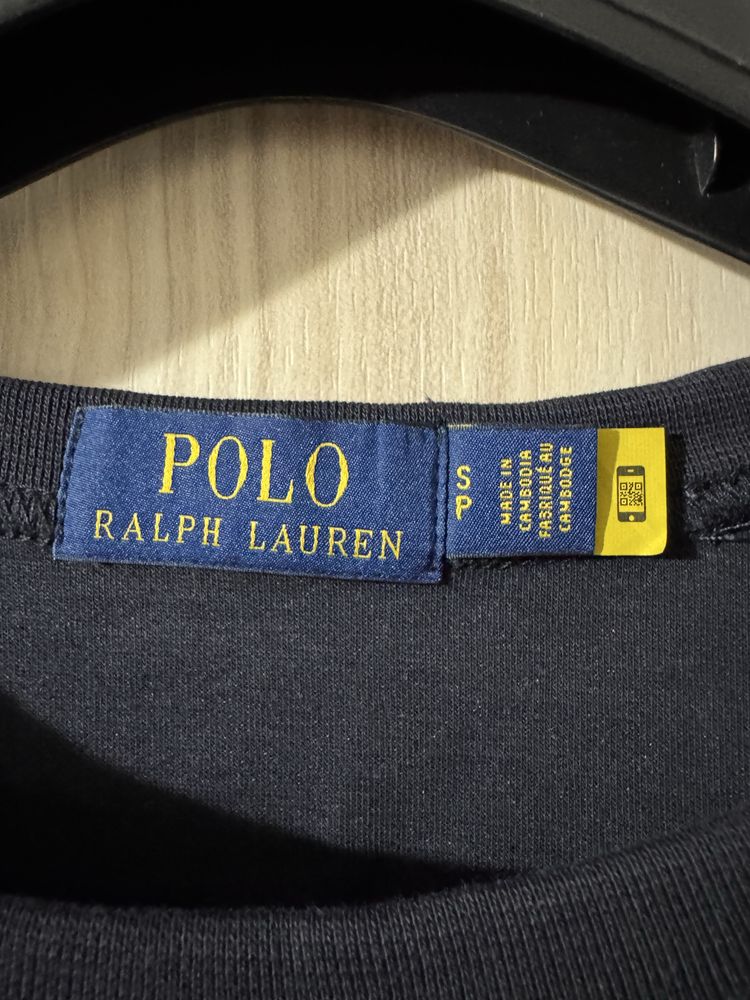 POLO
RALPH LAUREN
S
P
MADE IN
CAMBODIA
FABRIQUÉ AU
CAMBODGE